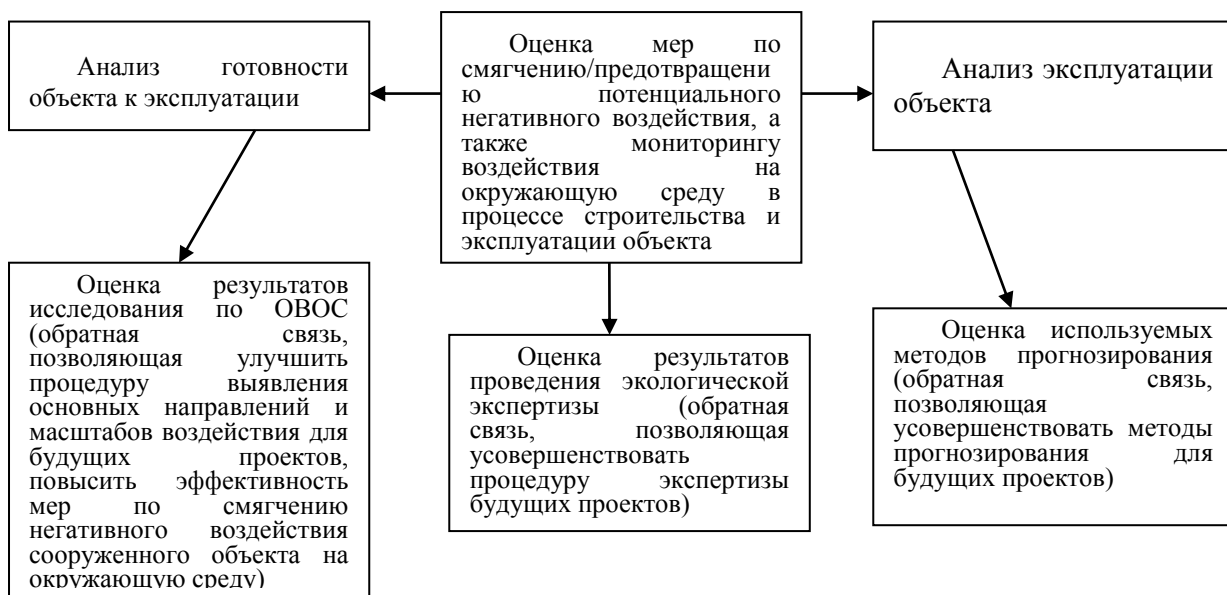 Анализ готовности
объекта к эксплуатации
Оценка мер по
смягчению/предотвращени
ю потенциального
негативного воздействия, а
также мониторингу
воздействия на
окружающую среду в
процессе строительства и
эксплуатации объекта
Анализ эксплуатации
объекта
Оценка результатов
исследования по ОВОС
(обратная связь,
позволяющая улучшить
процедуру выявления
основных направлений и
масштабов воздействия для
будущих проектов,
повысить эффективность
мер по смягчению
негативного воздействия
сооруженного объекта на
окружающую среду)
Оценка результатов
проведения экологической
экспертизы (обратная
связь, позволяющая
усовершенствовать
процедуру экспертизы
будущих проектов)
Оценка используемых
методов прогнозирования
(обратная связь,
позволяющая
усовершенствовать методы
прогнозирования для
будущих проектов)